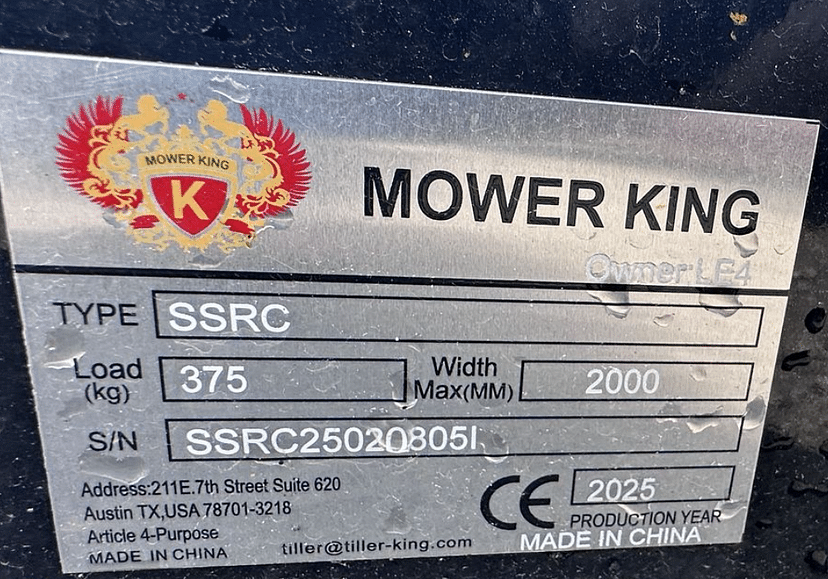 MOWER KING
K
MOWER KING
Owner LE4
TYPE SSRC
Load (kg) 375 Width Max(MM) 2000
S/N SSRC25020805I
Address:211E.7th Street Suite 620
Austin TX,USA 78701-3218
Article 4-Purpose
MADE IN CHINA tiller@tiller-king.com
CE 2025
PRODUCTION YEAR
MADE IN CHINA